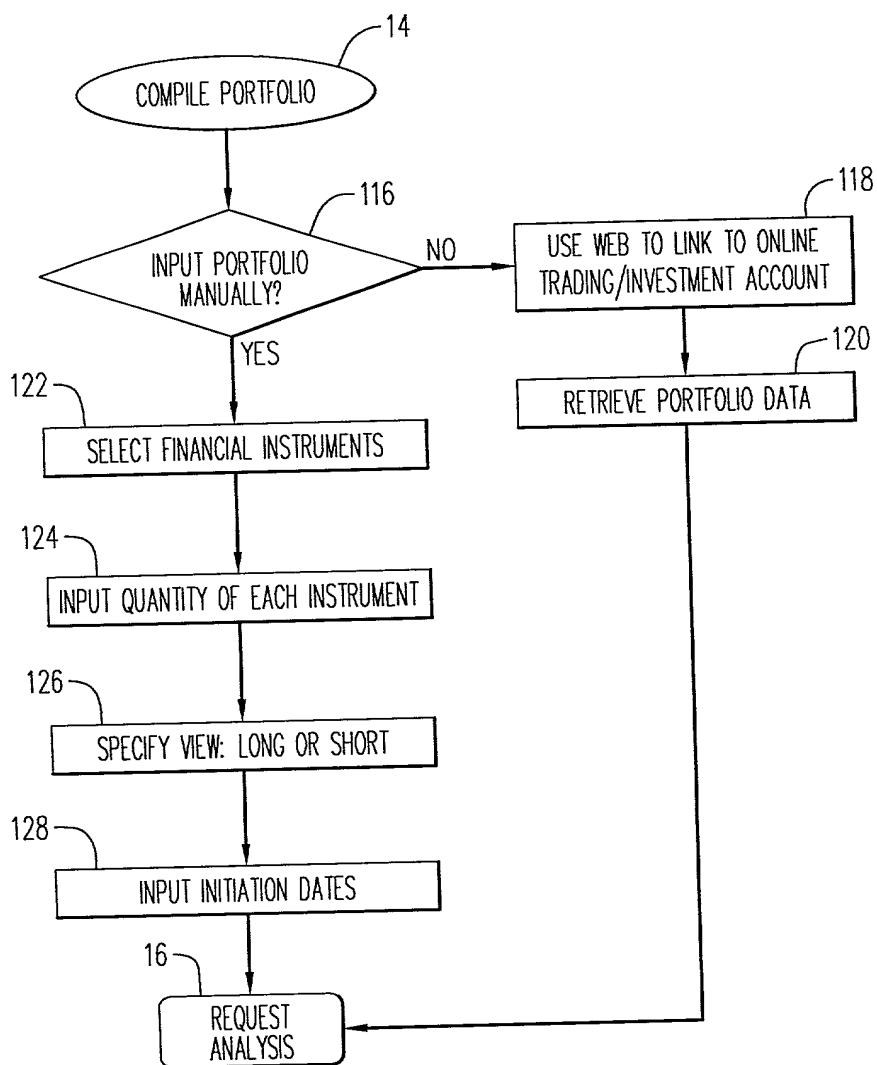 14
COMPILE PORTFOLIO
116
INPUT PORTFOLIO
MANUALLY?
NO
YES
118
USE WEB TO LINK TO ONLINE
TRADING/INVESTMENT ACCOUNT
120
RETRIEVE PORTFOLIO DATA
122
SELECT FINANCIAL INSTRUMENTS
124
INPUT QUANTITY OF EACH INSTRUMENT
126
SPECIFY VIEW: LONG OR SHORT
128
INPUT INITIATION DATES
16
REQUEST
ANALYSIS